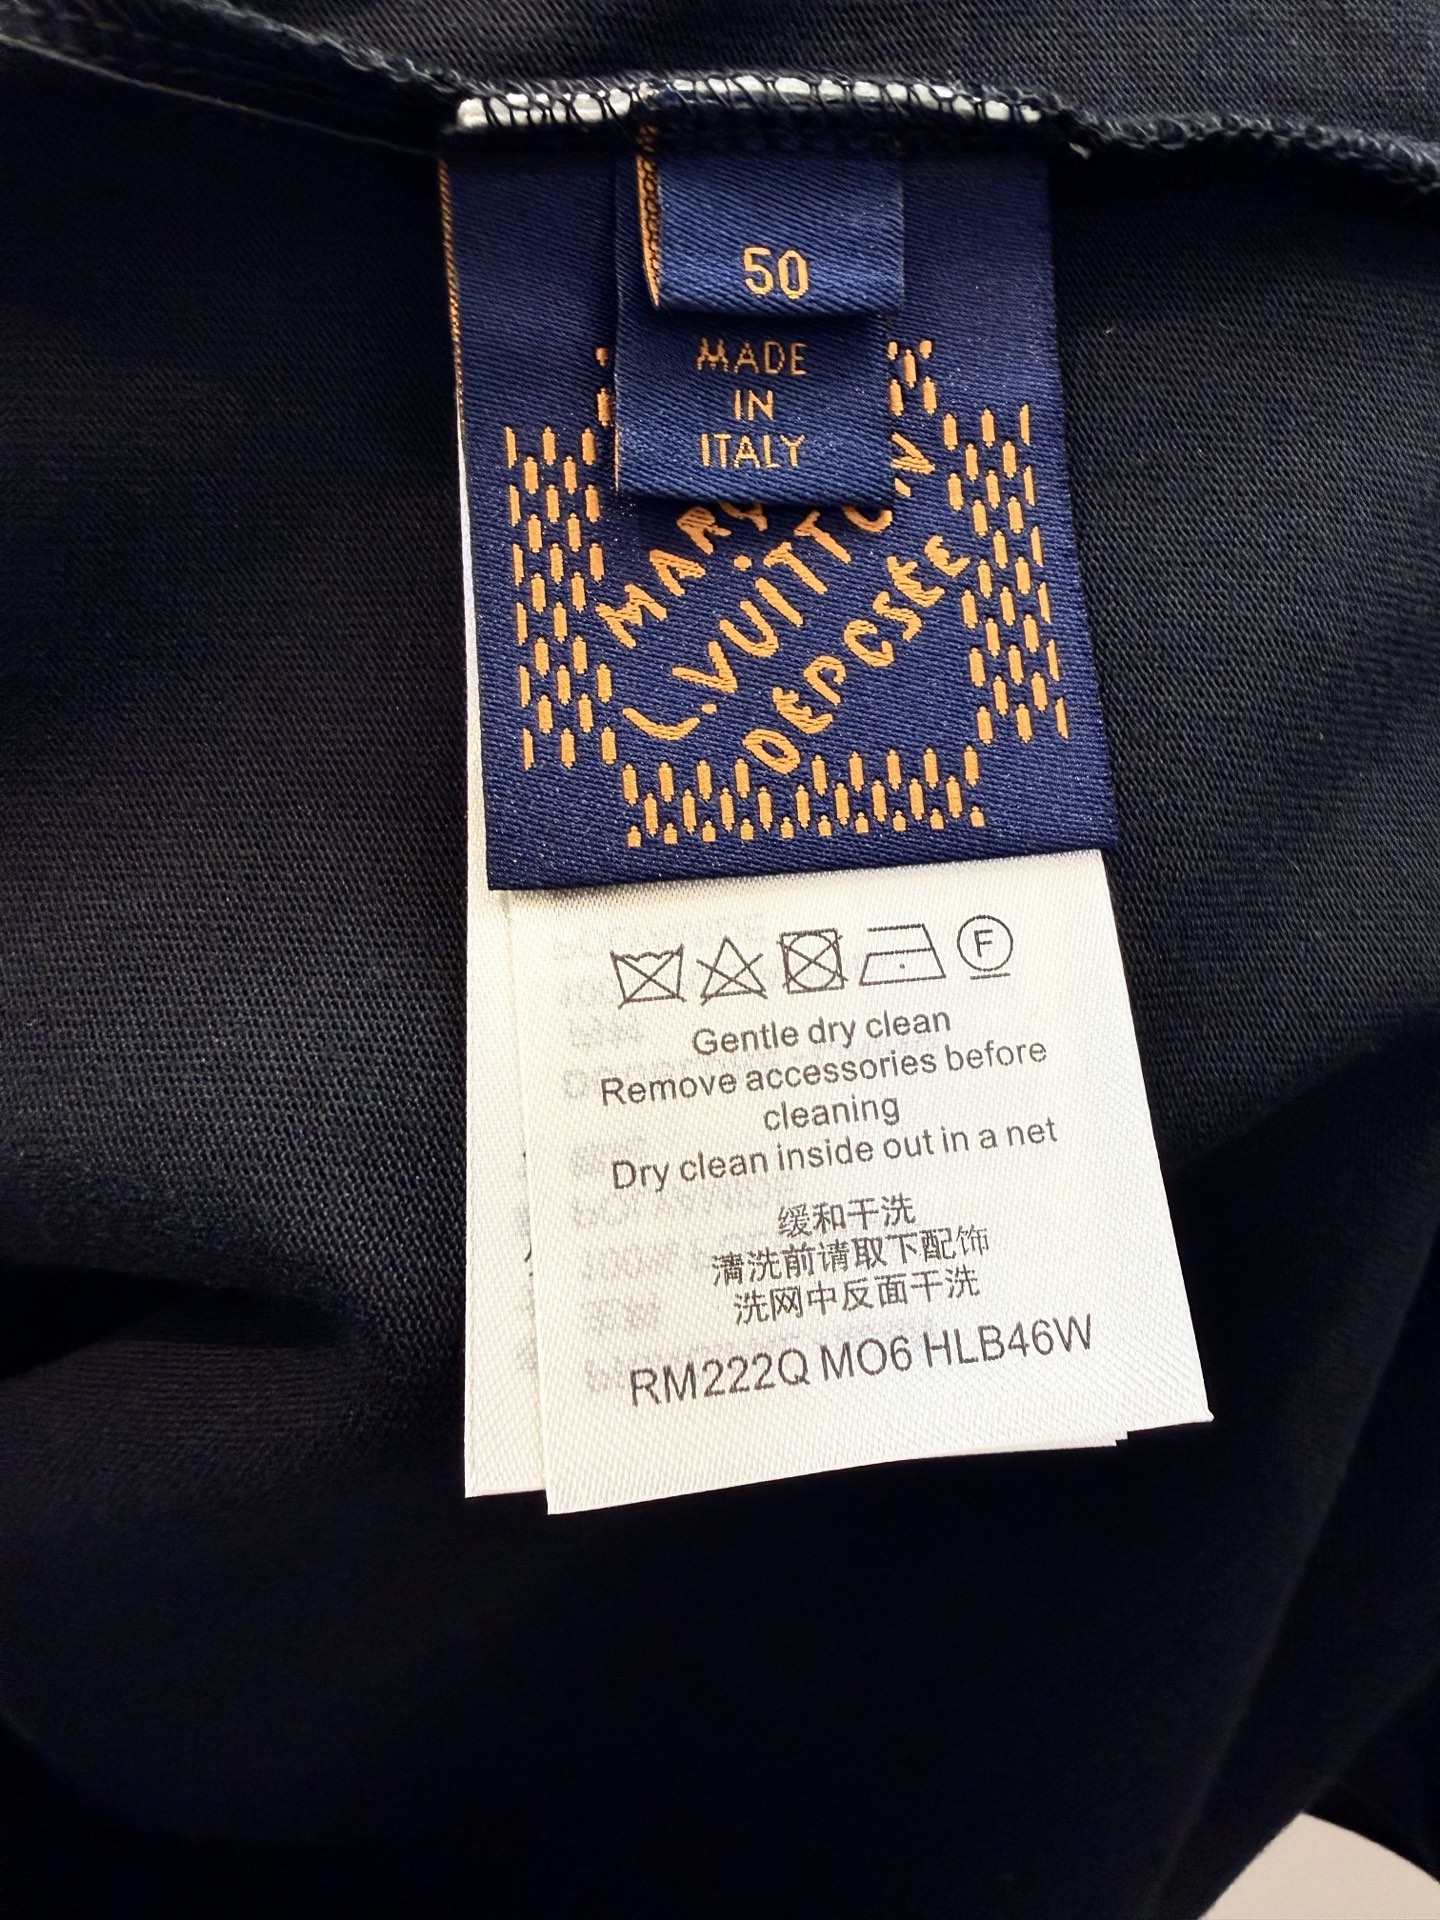 50
MADE
IN
ITALY
L.VUITTON
Gentle dry clean
Remove accessories before
cleaning
Dry clean inside out in a net
缓和干洗
清洗前请取下配饰
洗网中反面干洗
RM222Q MO6 HLB46W
F